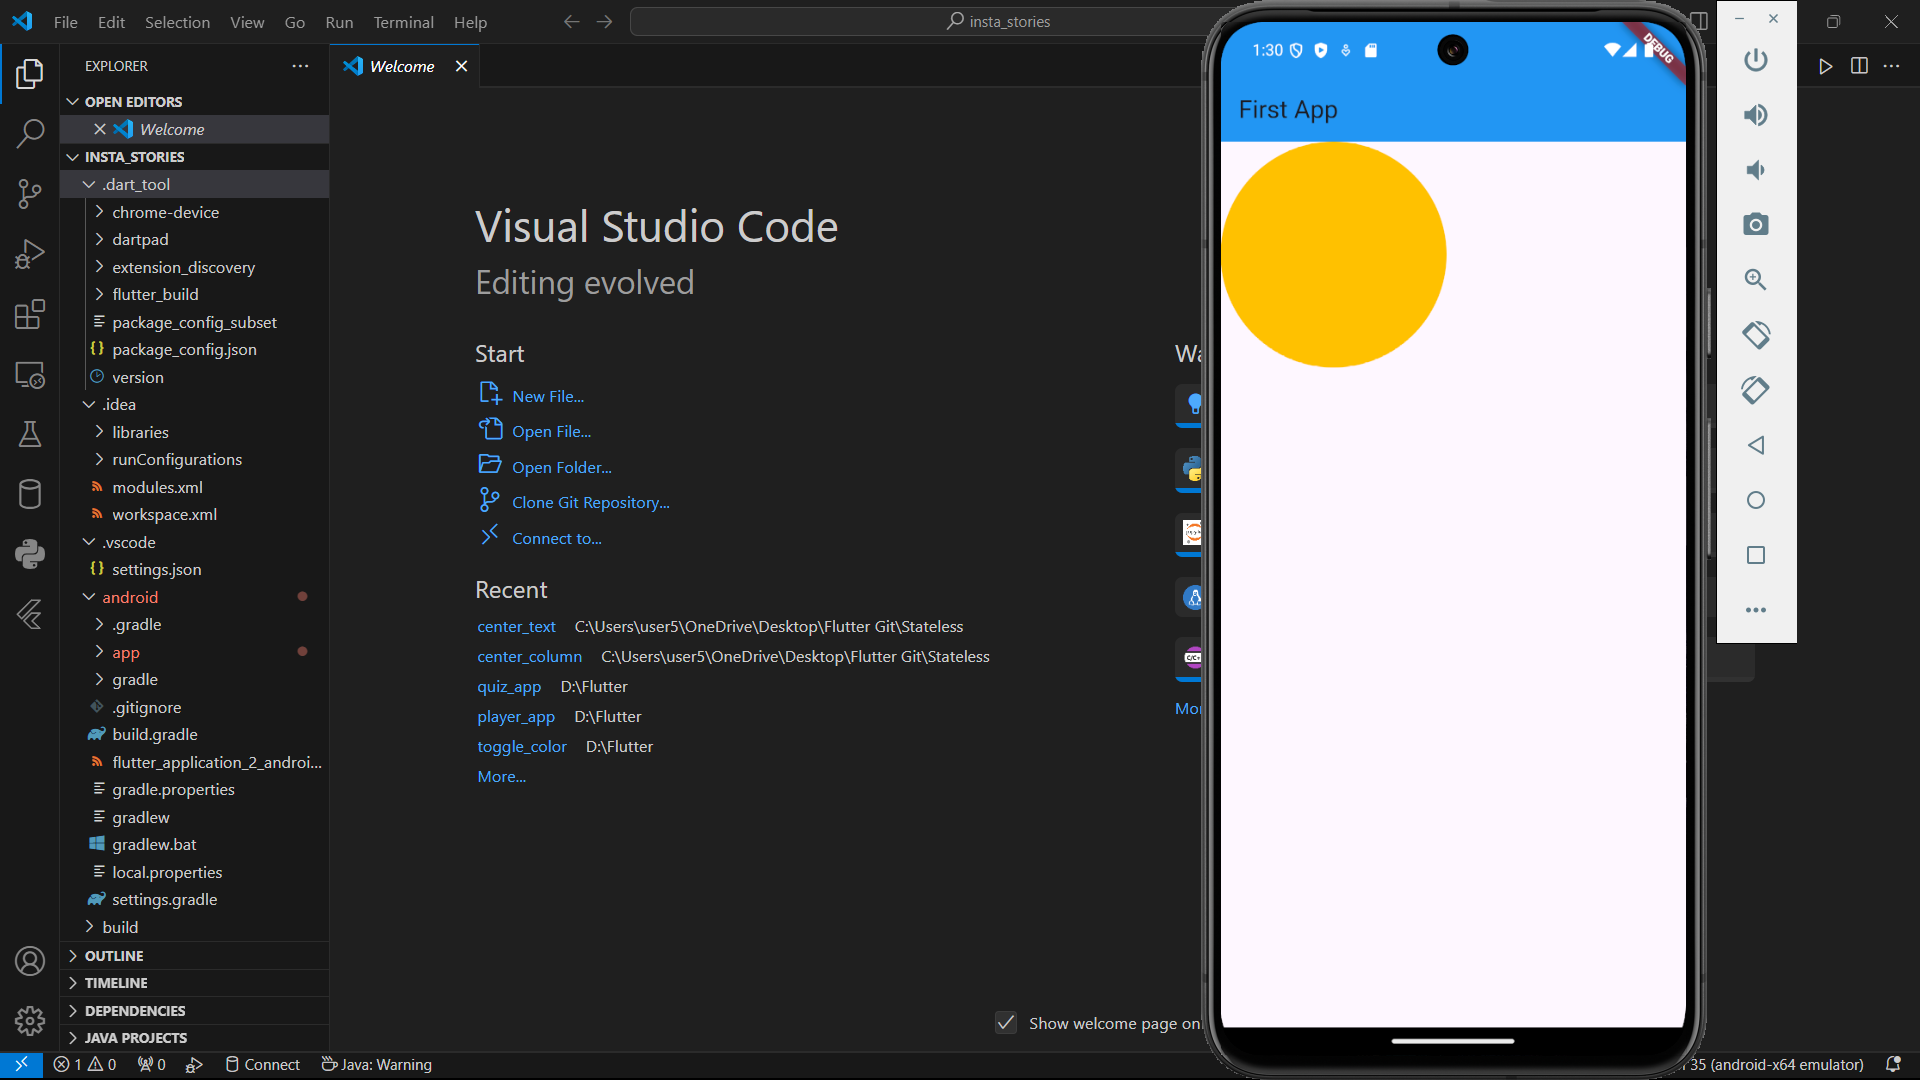 File Edit Selection View Go Run Terminal Help
insta_stories
EXPLORER
OPEN EDITORS
Welcome
INSTA_STORIES
.dart_tool
chrome-device
dartpad
extension_discovery
flutter_build
package_config_subset
package_config.json
version
.idea
libraries
runConfigurations
modules.xml
workspace.xml
.vscode
settings.json
android
.gradle
app
gradle
.gitignore
build.gradle
flutter_application_2_androi...
gradle.properties
gradlew
gradlew.bat
local.properties
settings.gradle
build
OUTLINE
TIMELINE
DEPENDENCIES
JAVA PROJECTS
Welcome
Visual Studio Code
Editing evolved
Start
New File...
Open File...
Open Folder...
Clone Git Repository...
Connect to...
Recent
center_text C:\Users\user5\OneDrive\Desktop\Flutter Git\Stateless
center_column C:\Users\user5\OneDrive\Desktop\Flutter Git\Stateless
quiz_app D:\Flutter
player_app D:\Flutter
toggle_color D:\Flutter
More...
Show welcome page on
1:30
DEBUG
First App
1 0 0 Connect Java: Warning
35 (android-x64 emulator)